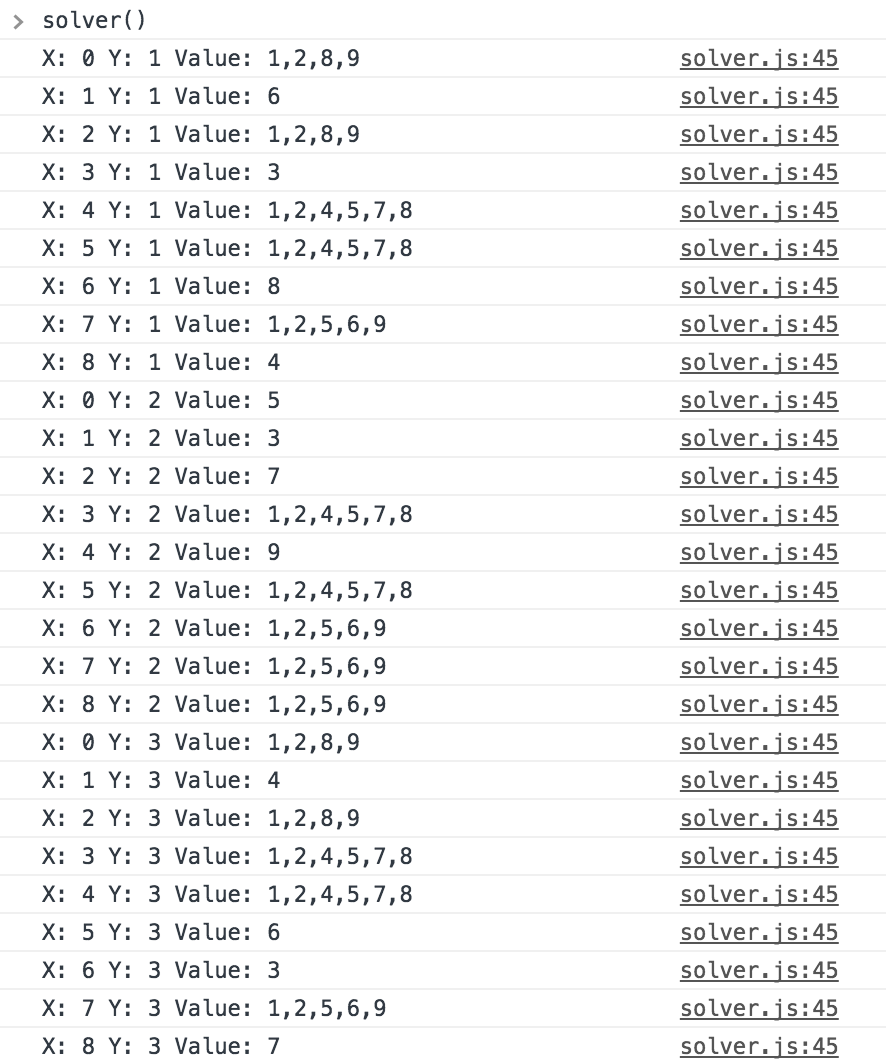 > solver()
X: 0 Y: 1 Value: 1,2,8,9 solver.js:45
X: 1 Y: 1 Value: 6 solver.js:45
X: 2 Y: 1 Value: 1,2,8,9 solver.js:45
X: 3 Y: 1 Value: 3 solver.js:45
X: 4 Y: 1 Value: 1,2,4,5,7,8 solver.js:45
X: 5 Y: 1 Value: 1,2,4,5,7,8 solver.js:45
X: 6 Y: 1 Value: 8 solver.js:45
X: 7 Y: 1 Value: 1,2,5,6,9 solver.js:45
X: 8 Y: 1 Value: 4 solver.js:45
X: 0 Y: 2 Value: 5 solver.js:45
X: 1 Y: 2 Value: 3 solver.js:45
X: 2 Y: 2 Value: 7 solver.js:45
X: 3 Y: 2 Value: 1,2,4,5,7,8 solver.js:45
X: 4 Y: 2 Value: 9 solver.js:45
X: 5 Y: 2 Value: 1,2,4,5,7,8 solver.js:45
X: 6 Y: 2 Value: 1,2,5,6,9 solver.js:45
X: 7 Y: 2 Value: 1,2,5,6,9 solver.js:45
X: 8 Y: 2 Value: 1,2,5,6,9 solver.js:45
X: 0 Y: 3 Value: 1,2,8,9 solver.js:45
X: 1 Y: 3 Value: 4 solver.js:45
X: 2 Y: 3 Value: 1,2,8,9 solver.js:45
X: 3 Y: 3 Value: 1,2,4,5,7,8 solver.js:45
X: 4 Y: 3 Value: 1,2,4,5,7,8 solver.js:45
X: 5 Y: 3 Value: 6 solver.js:45
X: 6 Y: 3 Value: 3 solver.js:45
X: 7 Y: 3 Value: 1,2,5,6,9 solver.js:45
X: 8 Y: 3 Value: 7 solver.js:45